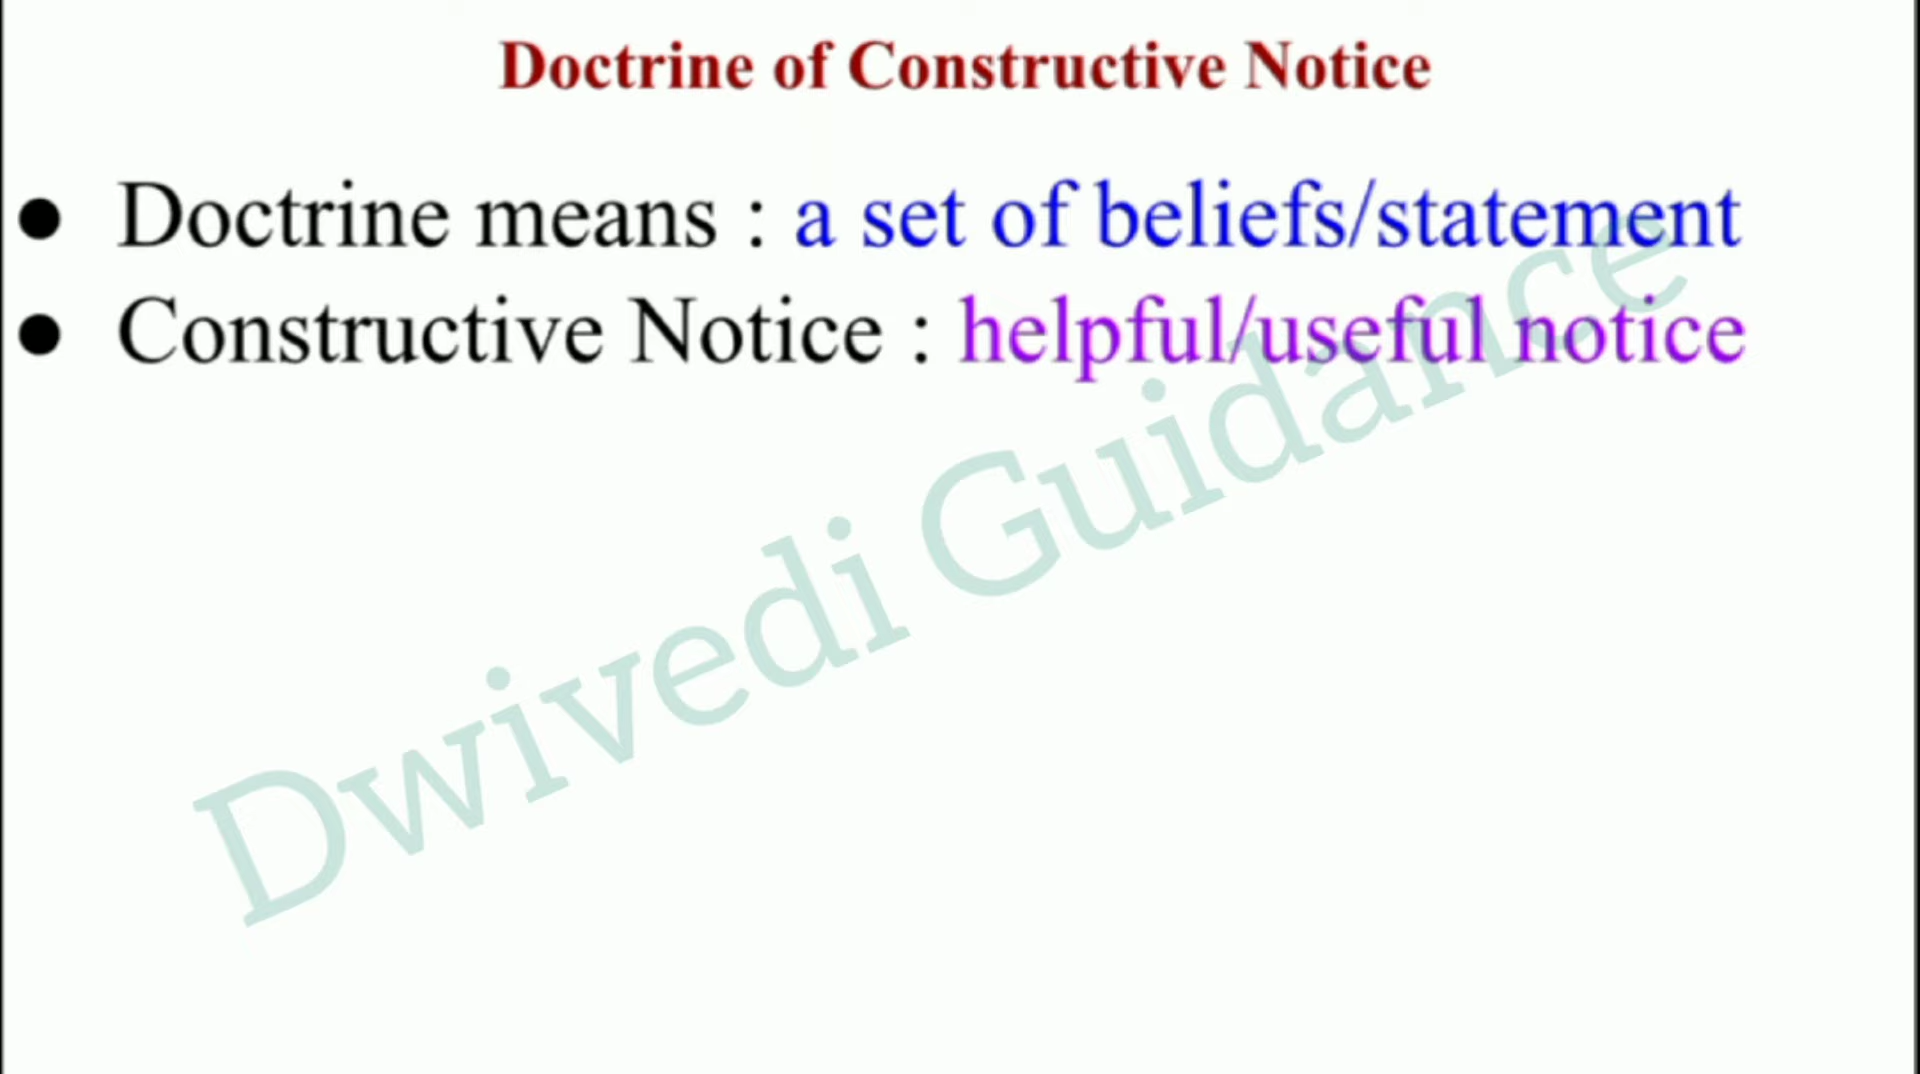 Doctrine of Constructive Notice
● Doctrine means : a set of beliefs/statement
● Constructive Notice : helpful/useful notice
Dwivedi Guidance